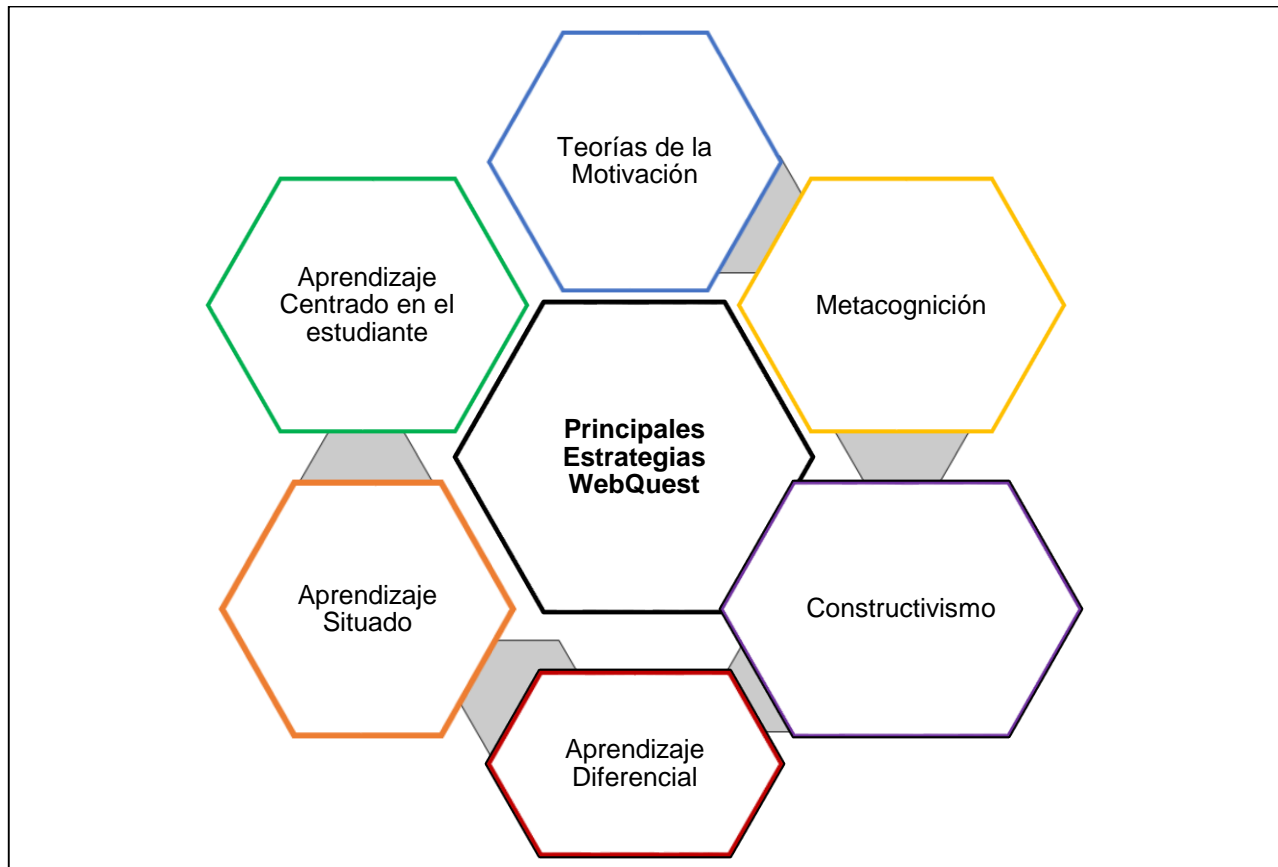 Teorías de la
Motivación
Aprendizaje
Centrado en el
estudiante
Metacognición
Principales
Estrategias
WebQuest
Aprendizaje
Situado
Constructivismo
Aprendizaje
Diferencial